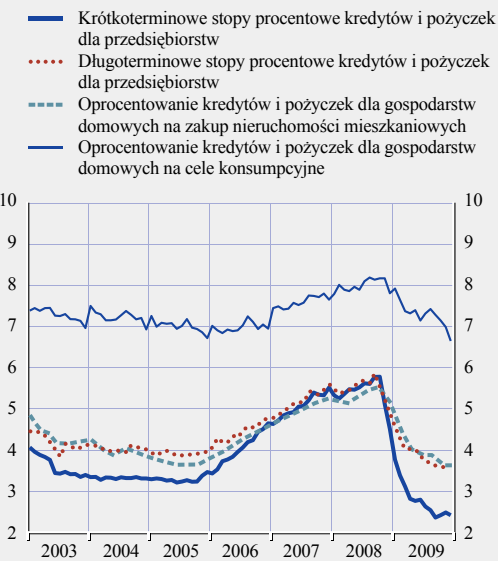 Krótkoterminowe stopy procentowe kredytów i pożyczek
dla przedsiębiorstw
Długoterminowe stopy procentowe kredytów i pożyczek
dla przedsiębiorstw
Oprocentowanie kredytów i pożyczek dla gospodarstw
domowych na zakup nieruchomości mieszkaniowych
Oprocentowanie kredytów i pożyczek dla gospodarstw
domowych na cele konsumpcyjne
10 10
9 9
8 8
7 7
6 6
5 5
4 4
3 3
2 2
2003 2004 2005 2006 2007 2008 2009